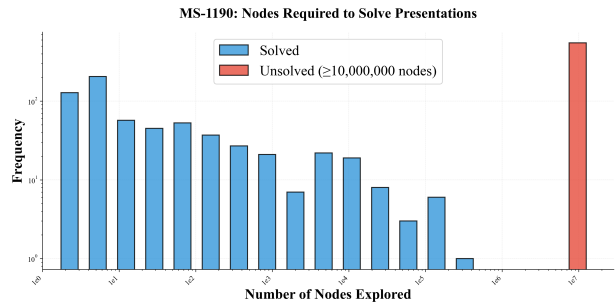 MS-1190: Nodes Required to Solve Presentations
Solved
Unsolved (≥10,000,000 nodes)
Frequency
10²
10¹
10⁰
1e0
1e1
1e2
1e3
1e4
1e5
1e6
1e7
Number of Nodes Explored